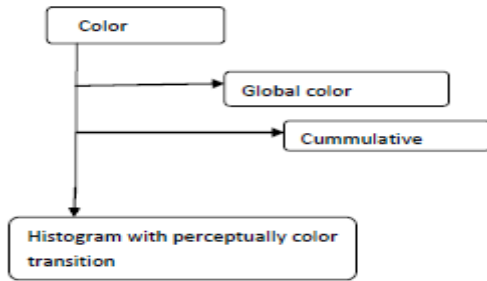 Color
Global color
Cummulative
Histogram with perceptually color
transition